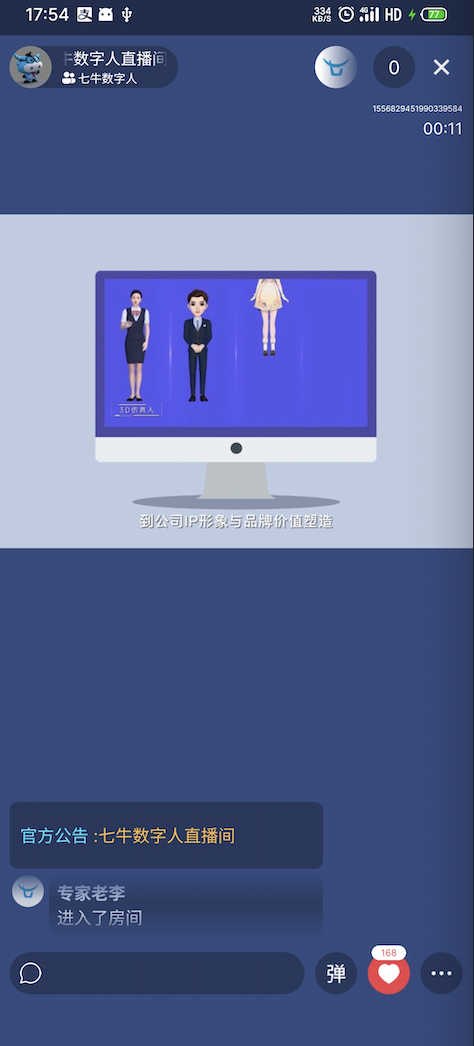 17:54
334
KB/S
4G
HD
77
数字人直播间
七牛数字人
0
1556829451990339584
00:11
3D仿真人
到公司IP形象与品牌价值塑造
官方公告 :七牛数字人直播间
专家老李
进入了房间
弹
168